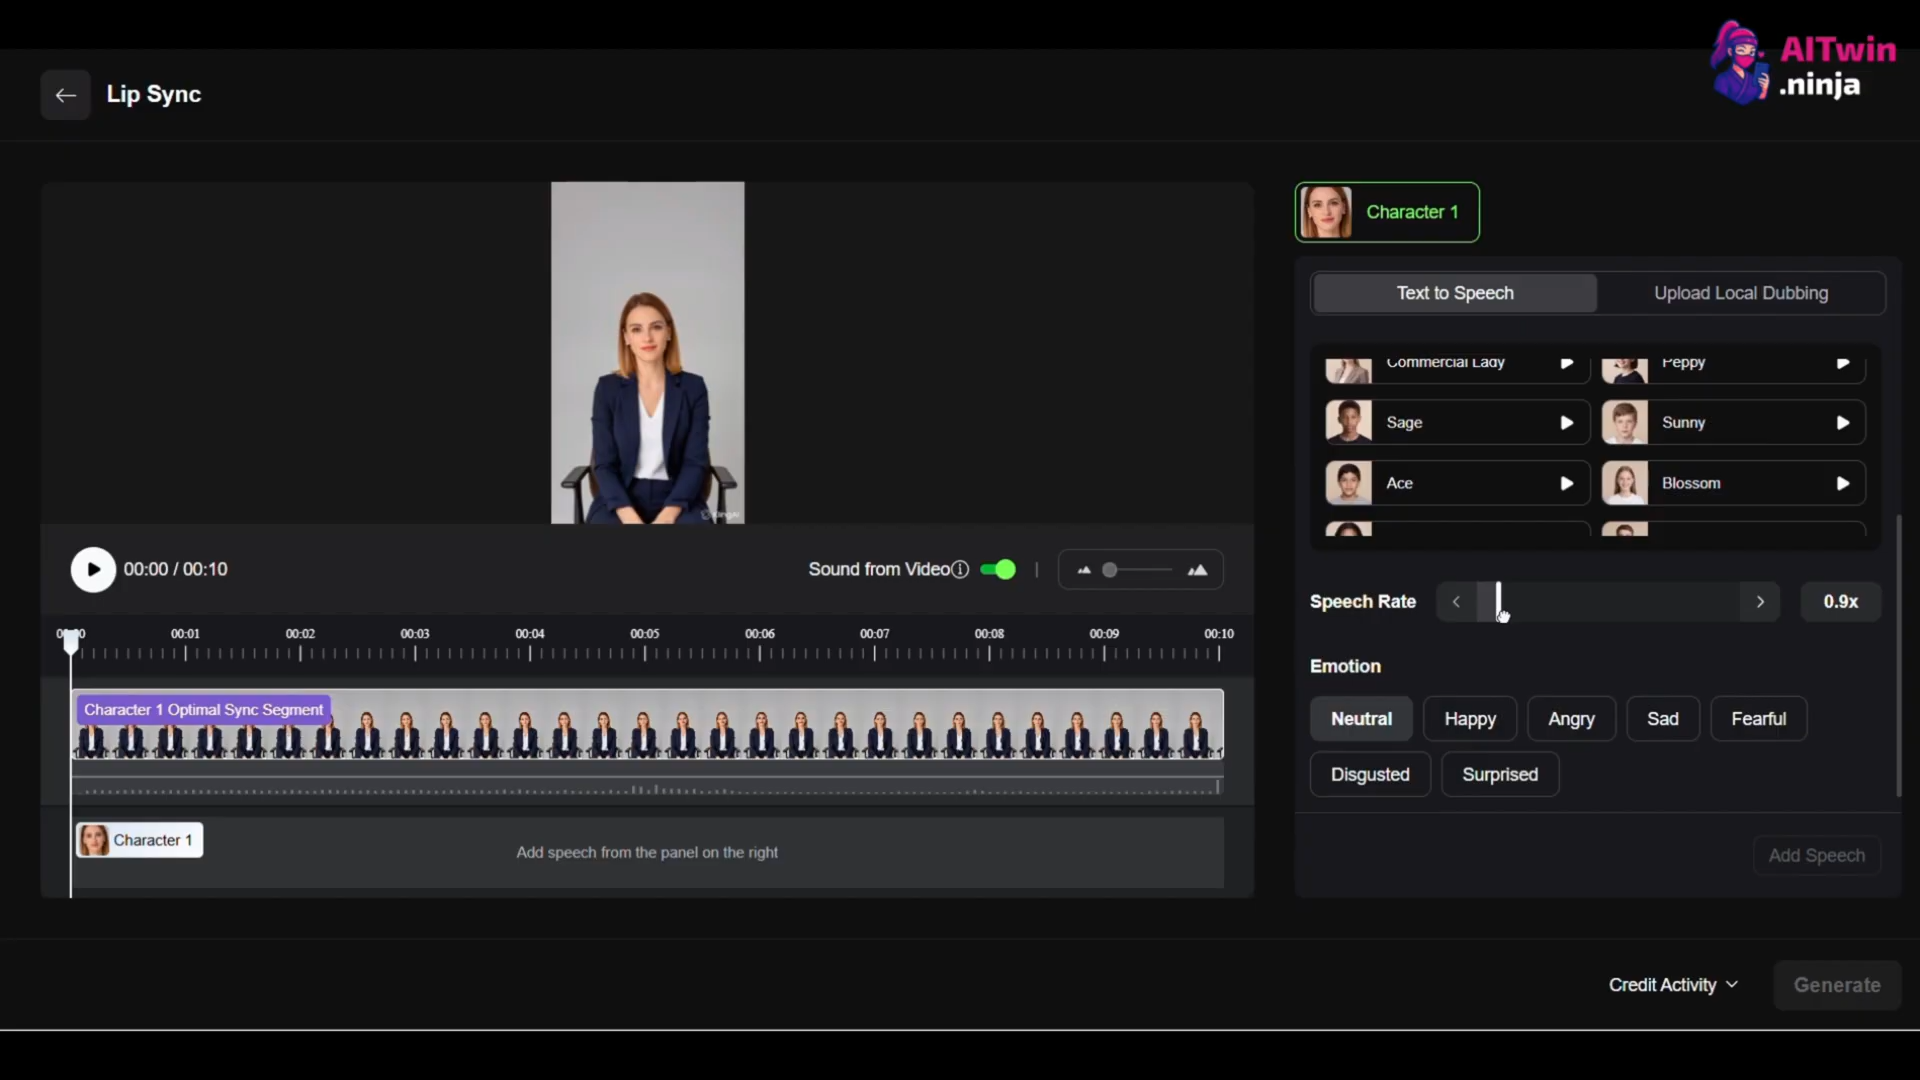 AITwin
.ninja
Lip Sync
Character 1
Text to Speech
Upload Local Dubbing
Commercial Lady
Peppy
Sage
Sunny
Ace
Blossom
KlingAI
00:00 / 00:10
Sound from Video
Speech Rate
0.9x
00:01
00:02
00:03
00:04
00:05
00:06
00:07
00:08
00:09
00:10
Emotion
Neutral
Happy
Angry
Sad
Fearful
Disgusted
Surprised
Character 1 Optimal Sync Segment
Character 1
Add speech from the panel on the right
Add Speech
Credit Activity
Generate